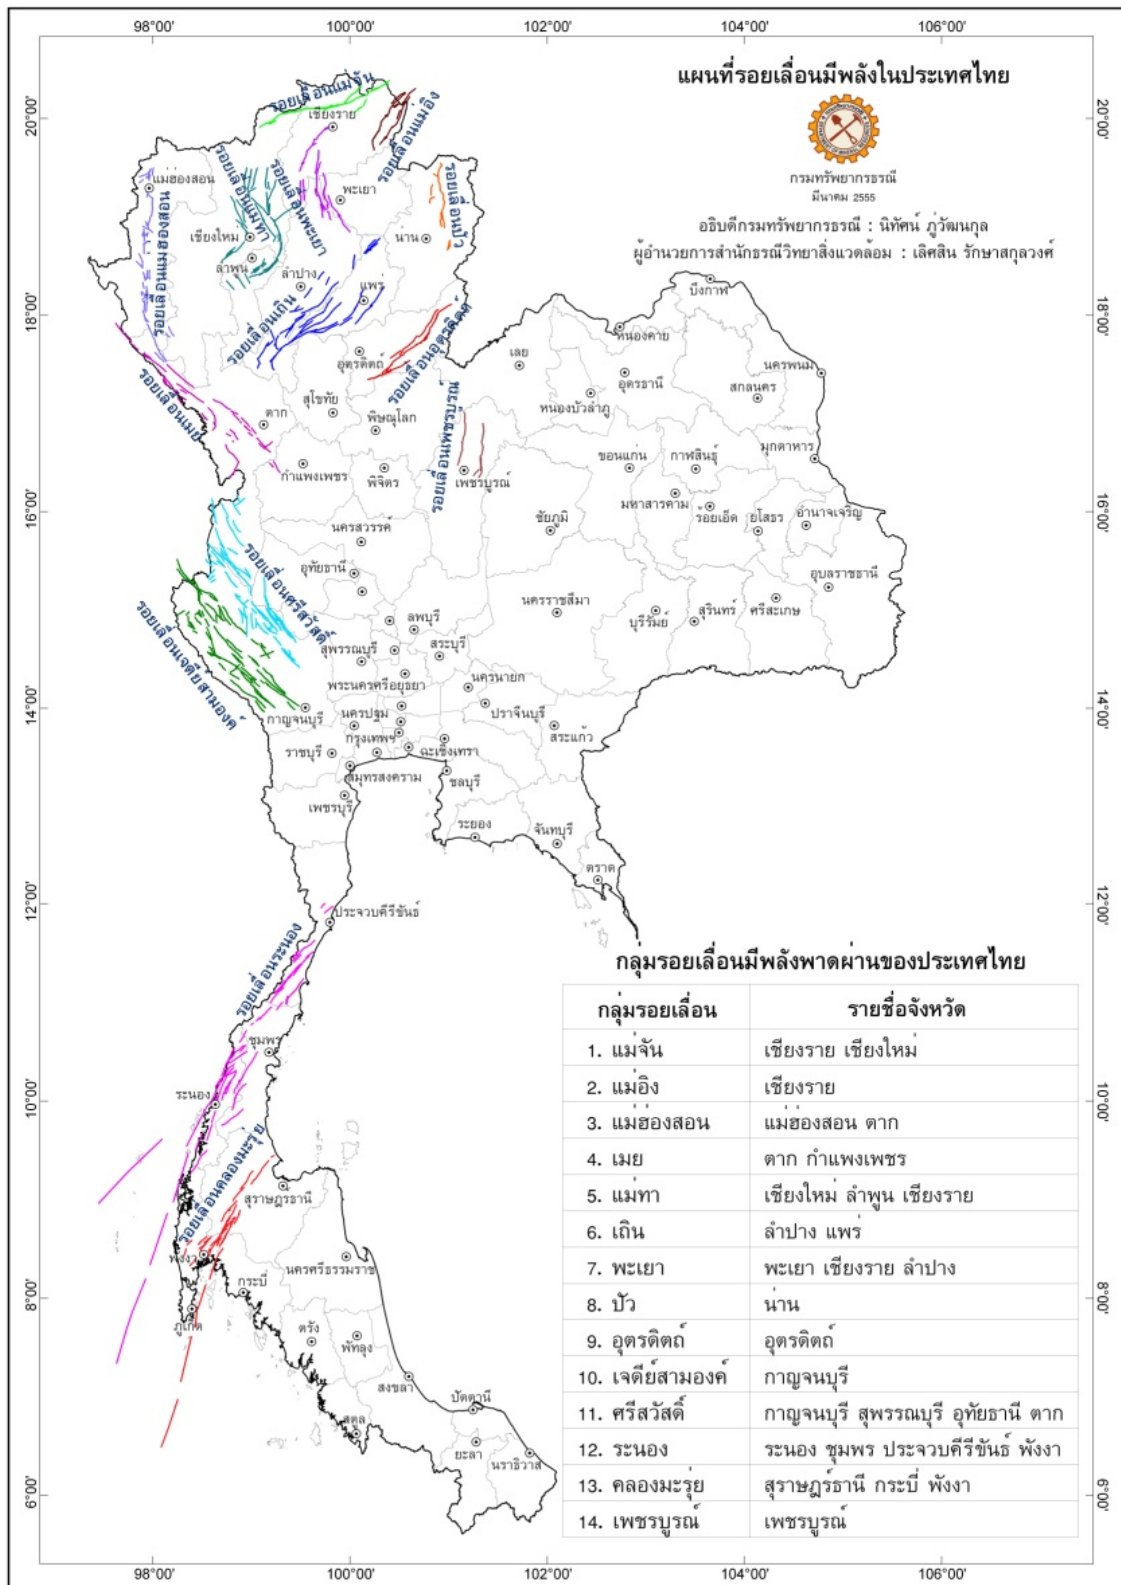 98°00' 100°00' 102°00' 104°00' 106°00'
แผนที่รอยเลื่อนมีพลังในประเทศไทย
กรมทรัพยากรธรณี
มีนาคม 2555
อธิบดีกรมทรัพยากรธรณี : นิทัศน์ ภู่วัฒนกุล
ผู้อำนวยการสำนักธรณีวิทยาสิ่งแวดล้อม : เลิศสิน รักษาสกุลวงศ์
20°00'
20°00'
รอยเลื่อนแม่จัน
เชียงราย
รอยเลื่อนแม่อิง
แม่ฮ่องสอน
รอยเลื่อนแม่ทา
รอยเลื่อนพะเยา
พะเยา
รอยเลื่อนปัว
รอยเลื่อนแม่ฮ่องสอน
เชียงใหม่
น่าน
ลำพูน
ลำปาง
แพร่
บึงกาฬ
18°00'
18°00'
รอยเลื่อนเถิน
รอยเลื่อนอุตรดิตถ์
หนองคาย
อุตรดิตถ์
เลย
อุดรธานี
นครพนม
สกลนคร
รอยเลื่อนเมย
ตาก
สุโขทัย
พิษณุโลก
รอยเลื่อนเพชรบูรณ์
หนองบัวลำภู
มุกดาหาร
กำแพงเพชร
พิจิตร
เพชรบูรณ์
ขอนแก่น
กาฬสินธุ์
มหาสารคาม
ร้อยเอ็ด
ยโสธร
อำนาจเจริญ
16°00'
16°00'
ชัยภูมิ
นครสวรรค์
รอยเลื่อนศรีสวัสดิ์
อุทัยธานี
อุบลราชธานี
นครราชสีมา
บุรีรัมย์
สุรินทร์
ศรีสะเกษ
รอยเลื่อนเจดีย์สามองค์
ลพบุรี
สุพรรณบุรี
สระบุรี
พระนครศรีอยุธยา
นครนายก
14°00'
14°00'
กาญจนบุรี
นครปฐม
ปราจีนบุรี
สระแก้ว
กรุงเทพฯ
ฉะเชิงเทรา
ราชบุรี
สมุทรสงคราม
ชลบุรี
เพชรบุรี
ระยอง
จันทบุรี
ตราด
12°00'
12°00'
ประจวบคีรีขันธ์
รอยเลื่อนระนอง
ชุมพร
ระนอง
10°00'
10°00'
รอยเลื่อนคลองมะรุ่ย
สุราษฎร์ธานี
พังงา
นครศรีธรรมราช
กระบี่
8°00'
8°00'
ภูเก็ต
ตรัง
พัทลุง
สงขลา
ปัตตานี
สตูล
ยะลา
นราธิวาส
6°00'
6°00'
กลุ่มรอยเลื่อนมีพลังพาดผ่านของประเทศไทย
กลุ่มรอยเลื่อน รายชื่อจังหวัด
1. แม่จัน เชียงราย เชียงใหม่
2. แม่อิง เชียงราย
3. แม่ฮ่องสอน แม่ฮ่องสอน ตาก
4. เมย ตาก กำแพงเพชร
5. แม่ทา เชียงใหม่ ลำพูน เชียงราย
6. เถิน ลำปาง แพร่
7. พะเยา พะเยา เชียงราย ลำปาง
8. ปัว น่าน
9. อุตรดิตถ์ อุตรดิตถ์
10. เจดีย์สามองค์ กาญจนบุรี
11. ศรีสวัสดิ์ กาญจนบุรี สุพรรณบุรี อุทัยธานี ตาก
12. ระนอง ระนอง ชุมพร ประจวบคีรีขันธ์ พังงา
13. คลองมะรุ่ย สุราษฎร์ธานี กระบี่ พังงา
14. เพชรบูรณ์ เพชรบูรณ์
98°00' 100°00' 102°00' 104°00' 106°00'